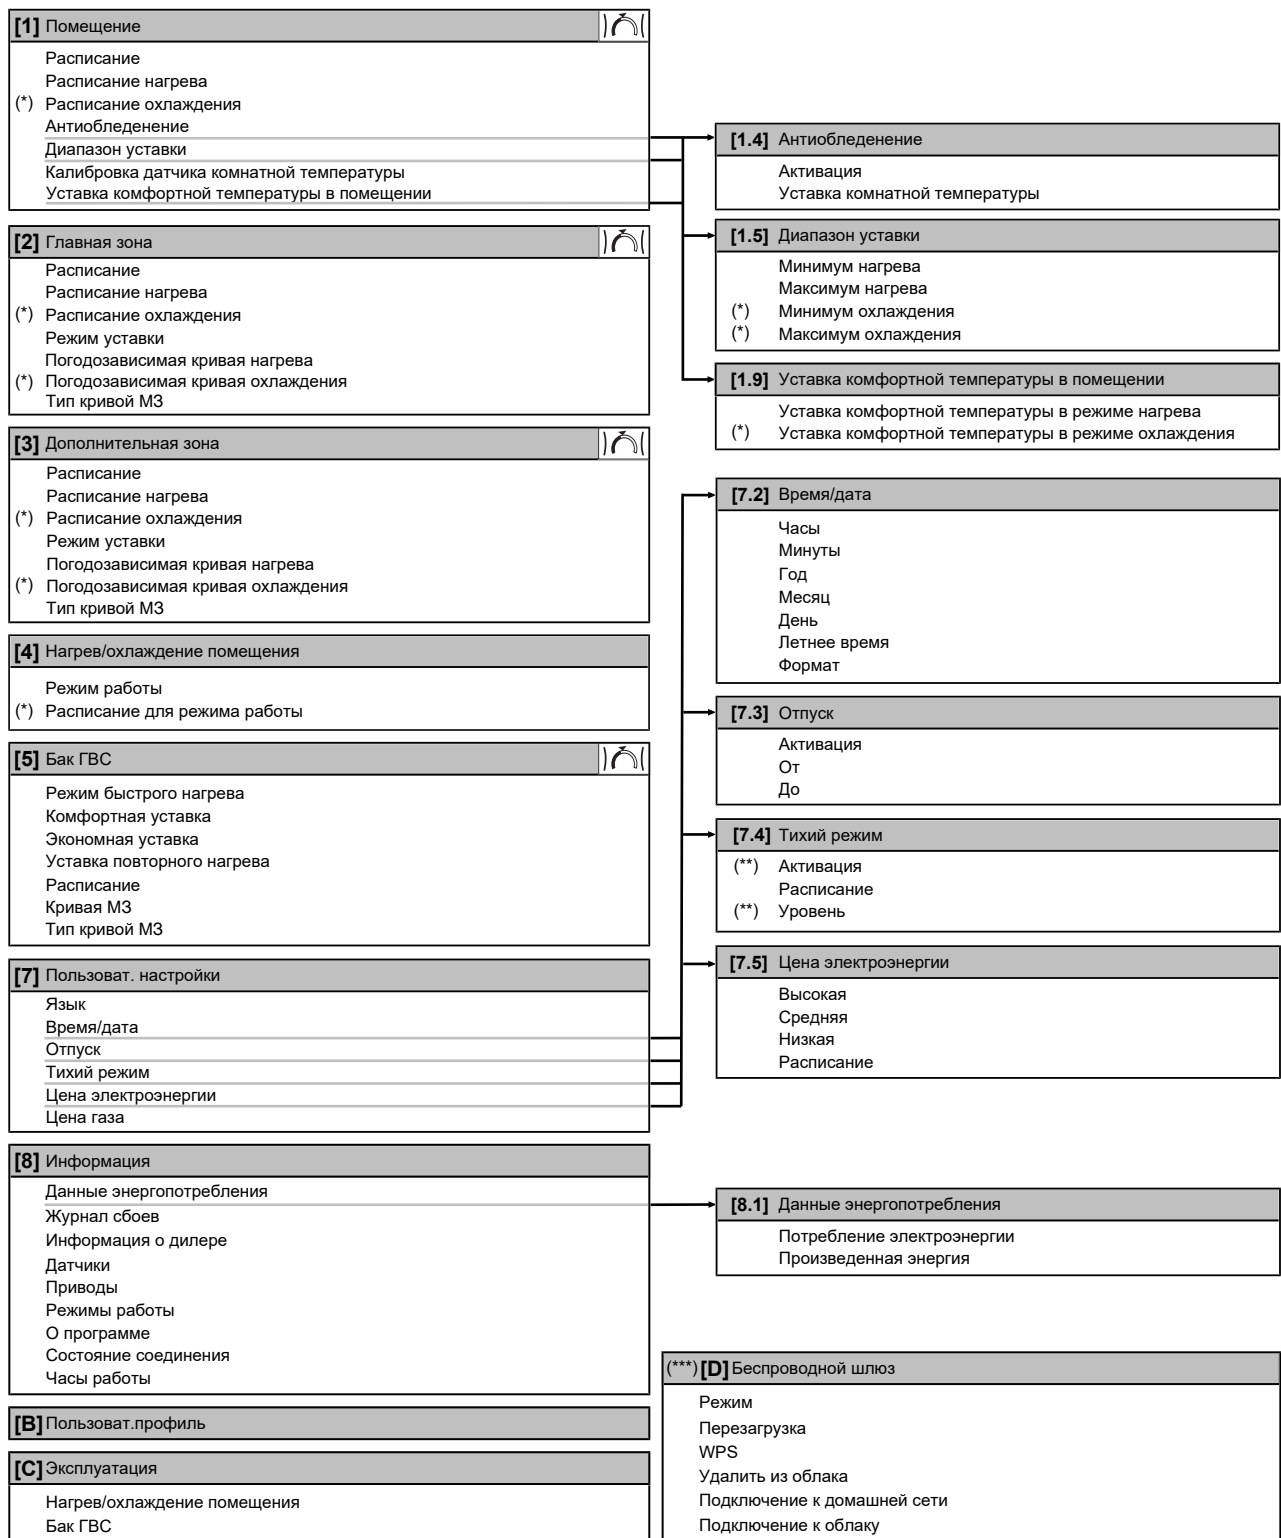 [1] Помещение
Расписание
Расписание нагрева
(*) Расписание охлаждения
Антиобледенение
Диапазон уставки
Калибровка датчика комнатной температуры
Уставка комфортной температуры в помещении
[1.4] Антиобледенение
Активация
Уставка комнатной температуры
[1.5] Диапазон уставки
Минимум нагрева
Максимум нагрева
(*) Минимум охлаждения
(*) Максимум охлаждения
[1.9] Уставка комфортной температуры в помещении
Уставка комфортной температуры в режиме нагрева
(*) Уставка комфортной температуры в режиме охлаждения
[2] Главная зона
Расписание
Расписание нагрева
(*) Расписание охлаждения
Режим уставки
Погодозависимая кривая нагрева
(*) Погодозависимая кривая охлаждения
Тип кривой МЗ
[3] Дополнительная зона
Расписание
Расписание нагрева
(*) Расписание охлаждения
Режим уставки
Погодозависимая кривая нагрева
(*) Погодозависимая кривая охлаждения
Тип кривой МЗ
[4] Нагрев/охлаждение помещения
Режим работы
(*) Расписание для режима работы
[5] Бак ГВС
Режим быстрого нагрева
Комфортная уставка
Экономная уставка
Уставка повторного нагрева
Расписание
Кривая МЗ
Тип кривой МЗ
[7] Пользоват. настройки
Язык
Время/дата
Отпуск
Тихий режим
Цена электроэнергии
Цена газа
[7.2] Время/дата
Часы
Минуты
Год
Месяц
День
Летнее время
Формат
[7.3] Отпуск
Активация
От
До
[7.4] Тихий режим
(**) Активация
Расписание
(**) Уровень
[7.5] Цена электроэнергии
Высокая
Средняя
Низкая
Расписание
[8] Информация
Данные энергопотребления
Журнал сбоев
Информация о дилере
Датчики
Приводы
Режимы работы
О программе
Состояние соединения
Часы работы
[8.1] Данные энергопотребления
Потребление электроэнергии
Произведенная энергия
[B] Пользоват.профиль
[C] Эксплуатация
Нагрев/охлаждение помещения
Бак ГВС
(***) [D] Беспроводной шлюз
Режим
Перезагрузка
WPS
Удалить из облака
Подключение к домашней сети
Подключение к облаку